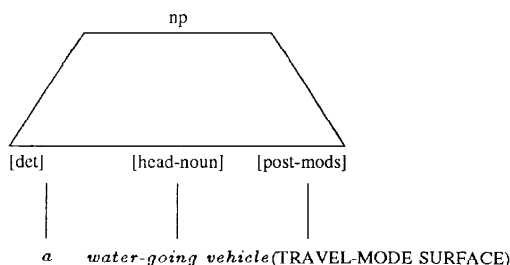 np
[det] [head-noun] [post-mods]
a water-going vehicle (TRAVEL-MODE SURFACE)